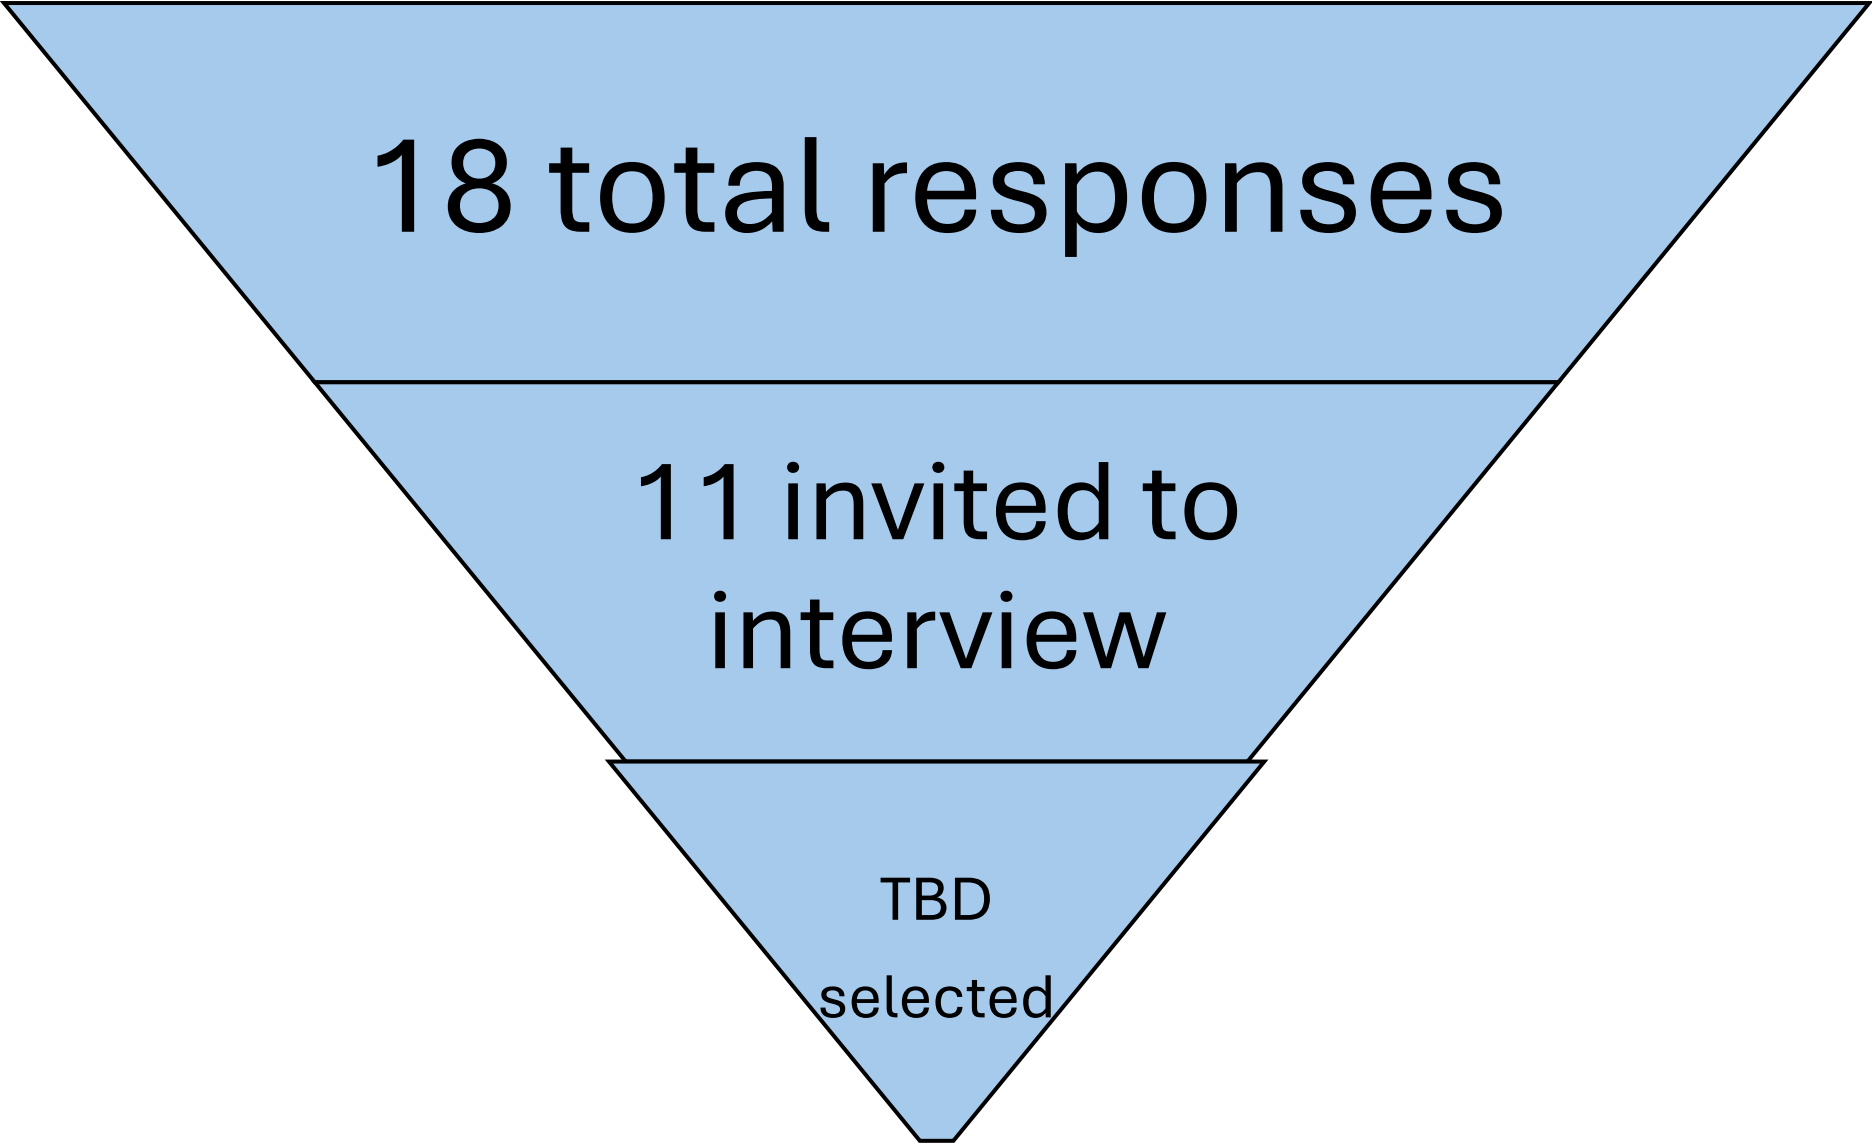 18 total responses
11 invited to
interview
TBD
selected